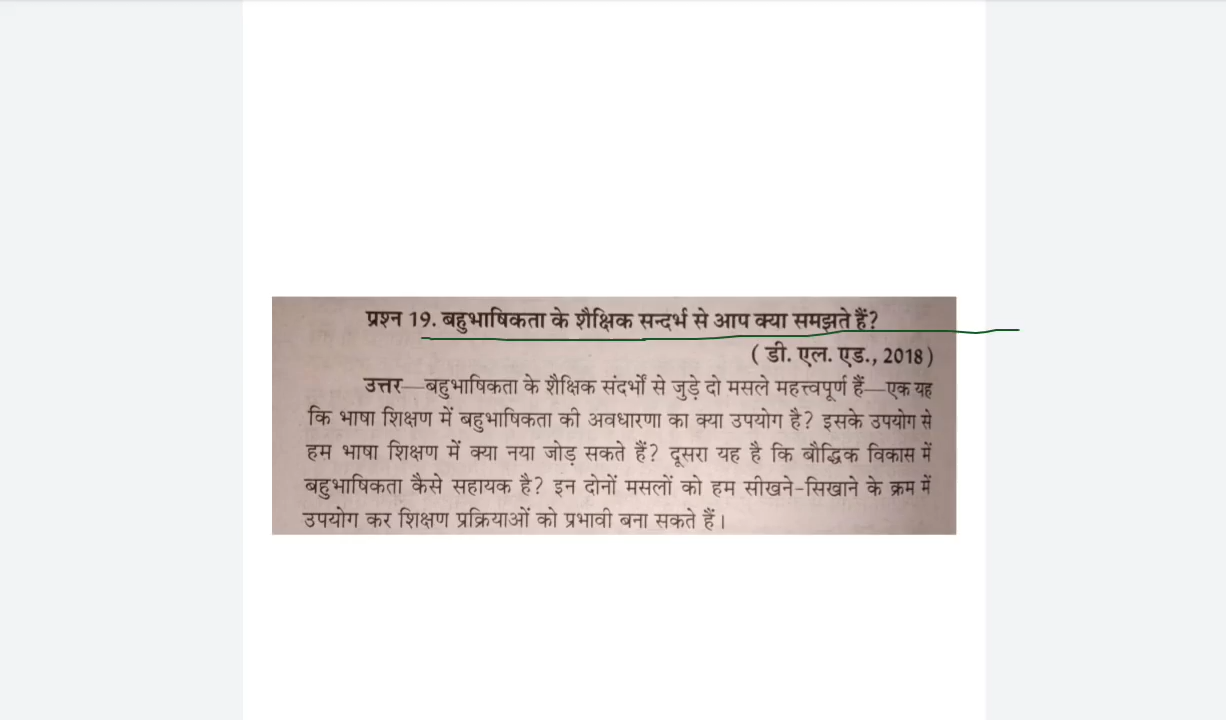 प्रश्न 19. बहुभाषिकता के शैक्षिक सन्दर्भ से आप क्या समझते हैं?
( डी. एल. एड., 2018 )
उत्तर—बहुभाषिकता के शैक्षिक संदर्भों से जुड़े दो मसले महत्त्वपूर्ण हैं—एक यह
कि भाषा शिक्षण में बहुभाषिकता की अवधारणा का क्या उपयोग है? इसके उपयोग से
हम भाषा शिक्षण में क्या नया जोड़ सकते हैं? दूसरा यह है कि बौद्धिक विकास में
बहुभाषिकता कैसे सहायक है? इन दोनों मसलों को हम सीखने-सिखाने के क्रम में
उपयोग कर शिक्षण प्रक्रियाओं को प्रभावी बना सकते हैं।